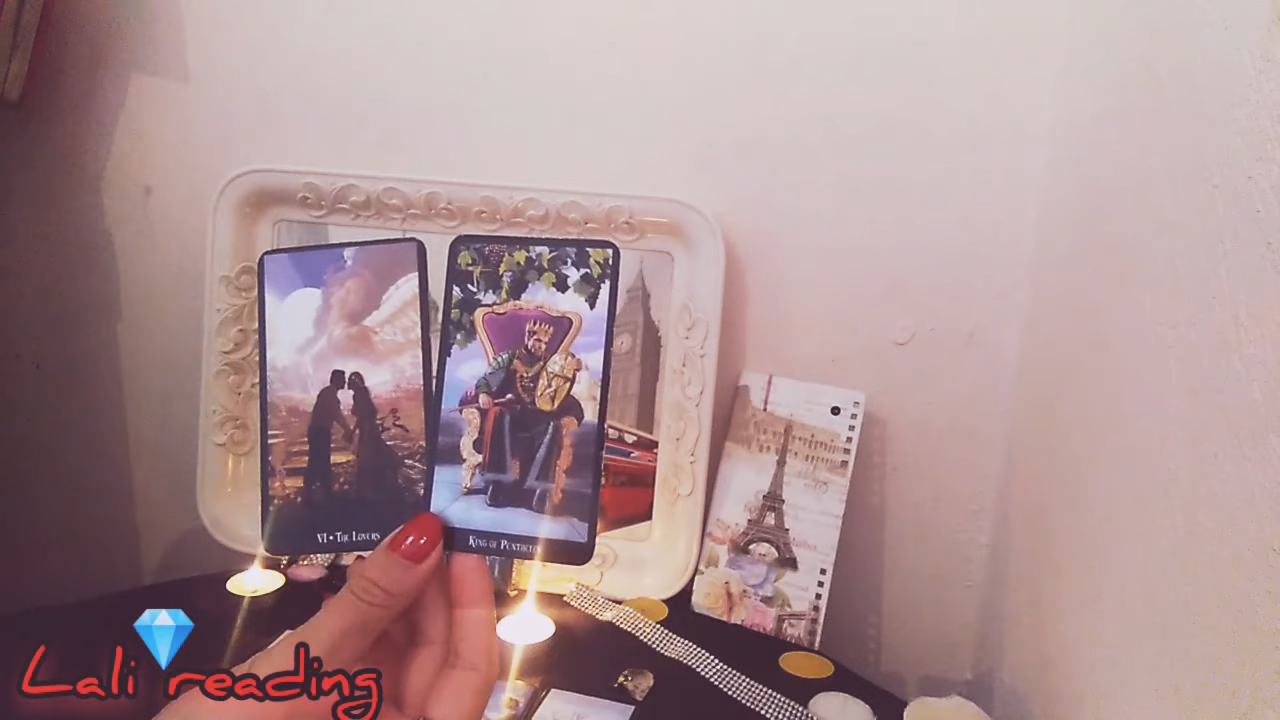 VI • THE LOVERS
KING OF PENTACLES
Lali reading